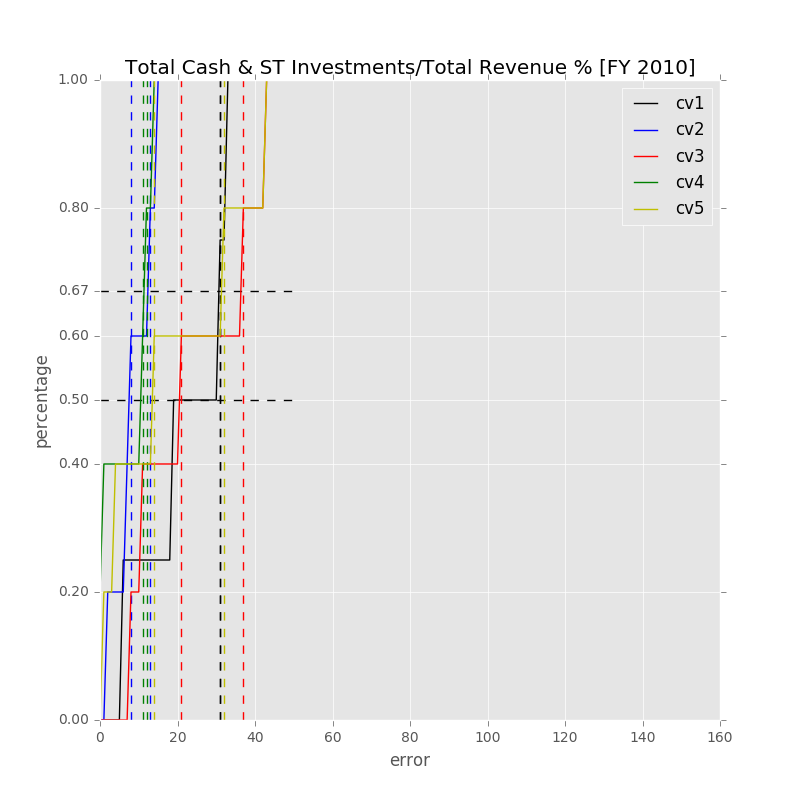 Total Cash & ST Investments/Total Revenue % [FY 2010]
1.00
0.80
0.67
0.60
0.50
0.40
0.20
0.00
percentage
cv1
cv2
cv3
cv4
cv5
0 20 40 60 80 100 120 140 160
error